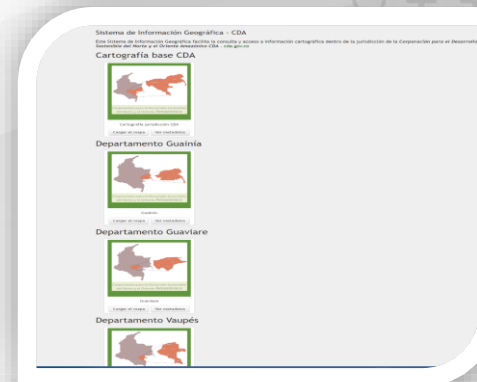 Sistema de Información Geográfica - CDA
Este Sistema de Información Geográfica facilita la consulta y acceso a información cartográfica dentro de la jurisdicción de la Corporación para el Desarrollo
Sostenible del Norte y el Oriente Amazónico CDA - cda.gov.co
Cartografía base CDA
Cartografía Jurisdicción CDA
Cargar el mapa Ver metadatos
Departamento Guainía
Guainía
Cargar el mapa Ver metadatos
Departamento Guaviare
Guaviare
Cargar el mapa Ver metadatos
Departamento Vaupés